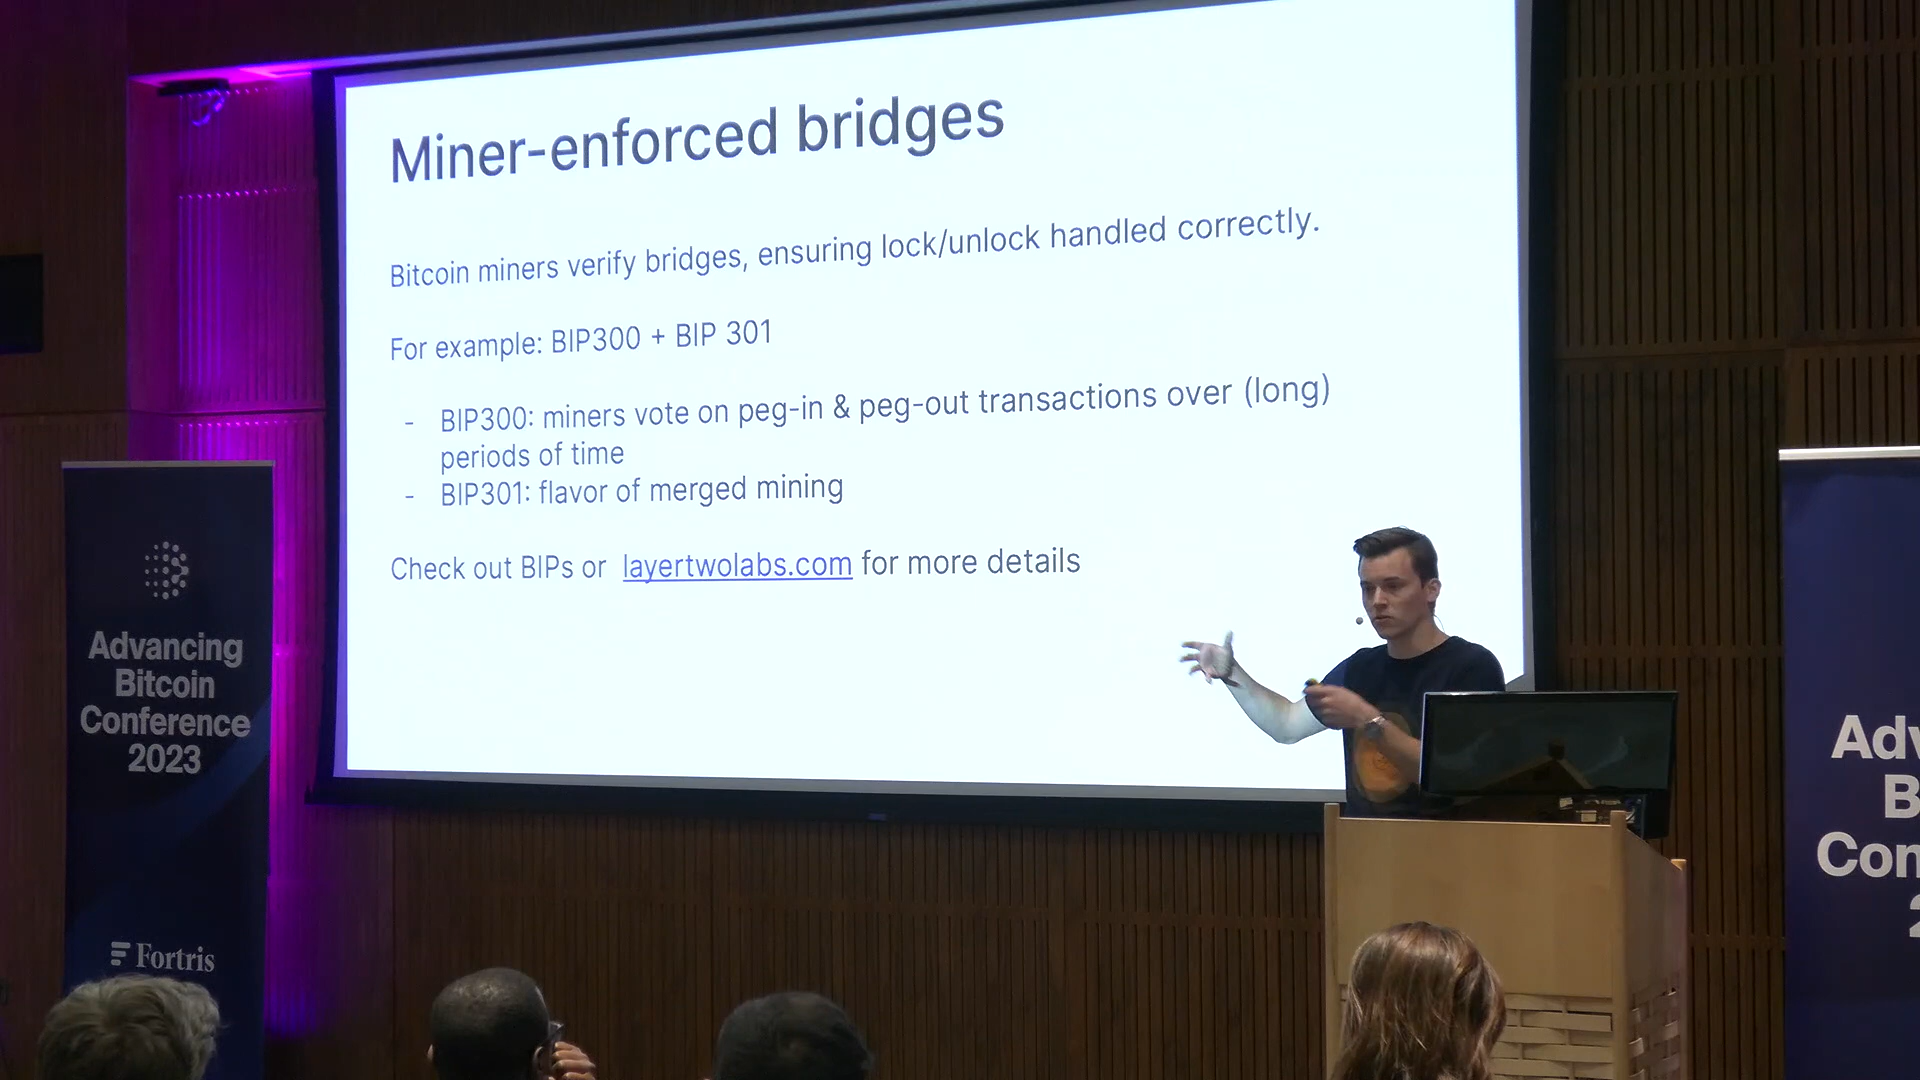 Miner-enforced bridges
Bitcoin miners verify bridges, ensuring lock/unlock handled correctly.
For example: BIP300 + BIP 301
- BIP300: miners vote on peg-in & peg-out transactions over (long)
periods of time
- BIP301: flavor of merged mining
Check out BIPs or layertwolabs.com for more details
Advancing
Bitcoin
Conference
2023
Fortris
Adv
B
Con
2